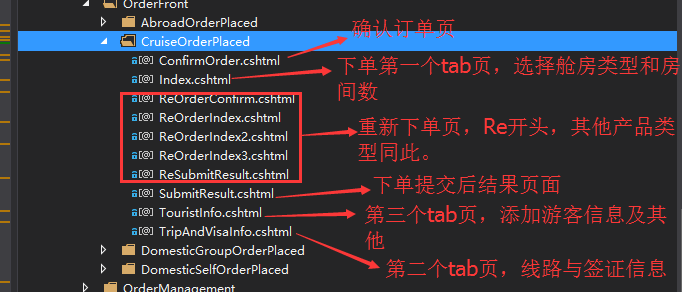 OrderFront
AbroadOrderPlaced
CruiseOrderPlaced
确认订单页
ConfirmOrder.cshtml
Index.cshtml
下单第一个tab页，选择舱房类型和房
间数
ReOrderConfirm.cshtml
ReOrderIndex.cshtml
ReOrderIndex2.cshtml
ReOrderIndex3.cshtml
ReSubmitResult.cshtml
重新下单页，Re开头，其他产品类
型同此。
SubmitResult.cshtml
下单提交后结果页面
TouristInfo.cshtml
第三个tab页，添加游客信息及其
他
TripAndVisaInfo.cshtml
第二个tab页，线路与签证信息
DomesticGroupOrderPlaced
DomesticSelfOrderPlaced
OrderManagement